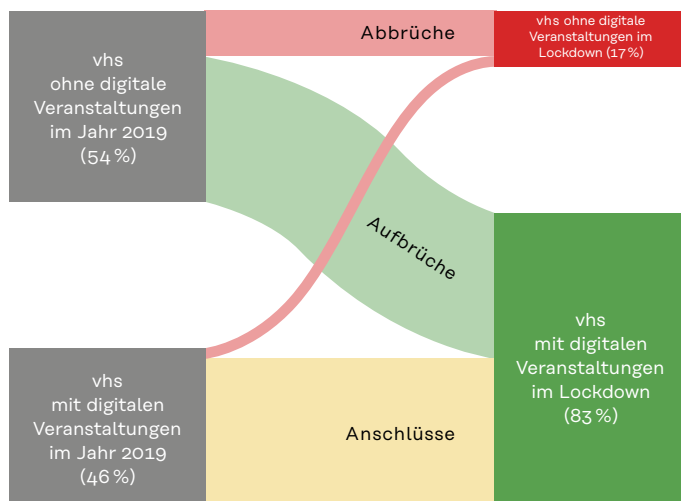 vhs
ohne digitale
Veranstaltungen
im Jahr 2019
(54 %)
Abbrüche
vhs ohne digitale
Veranstaltungen im
Lockdown (17 %)
Aufbrüche
vhs
mit digitalen
Veranstaltungen
im Lockdown
(83 %)
vhs
mit digitalen
Veranstaltungen
im Jahr 2019
(46 %)
Anschlüsse